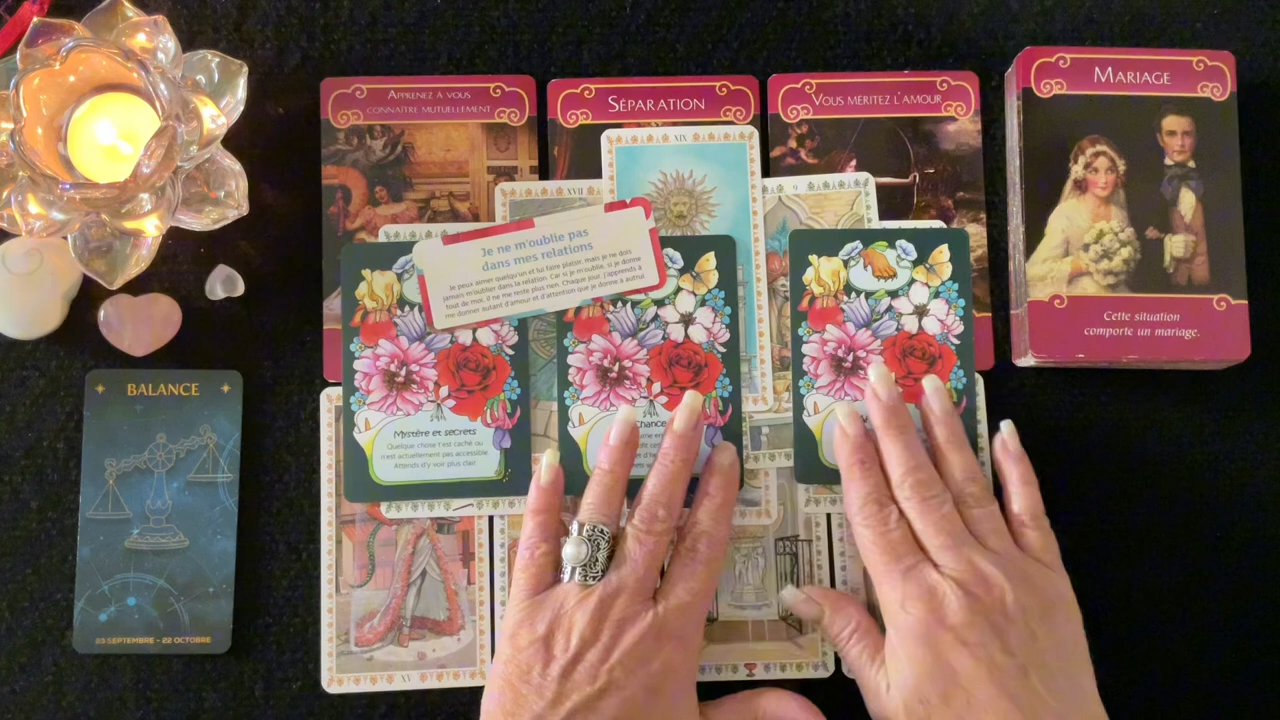 Apprenez à vous
connaître mutuellement
Séparation
Vous méritez l'amour
Mariage
Cette situation
comporte un mariage.
XIX
XVII
9
Je ne m'oublie pas
dans mes relations
Je peux aimer quelqu'un et lui faire plaisir, mais je ne dois
jamais m'oublier dans la relation. Car si je m'oublie, si je donne
tout de moi, il ne me reste plus rien. Chaque jour, j'apprends à
me donner autant d'amour et d'attention que je donne à autrui
BALANCE
23 SEPTEMBRE - 22 OCTOBRE
Mystère et secrets
Quelque chose t'est caché ou
n'est actuellement pas accessible.
Attends d'y voir plus clair.
Chance
XV